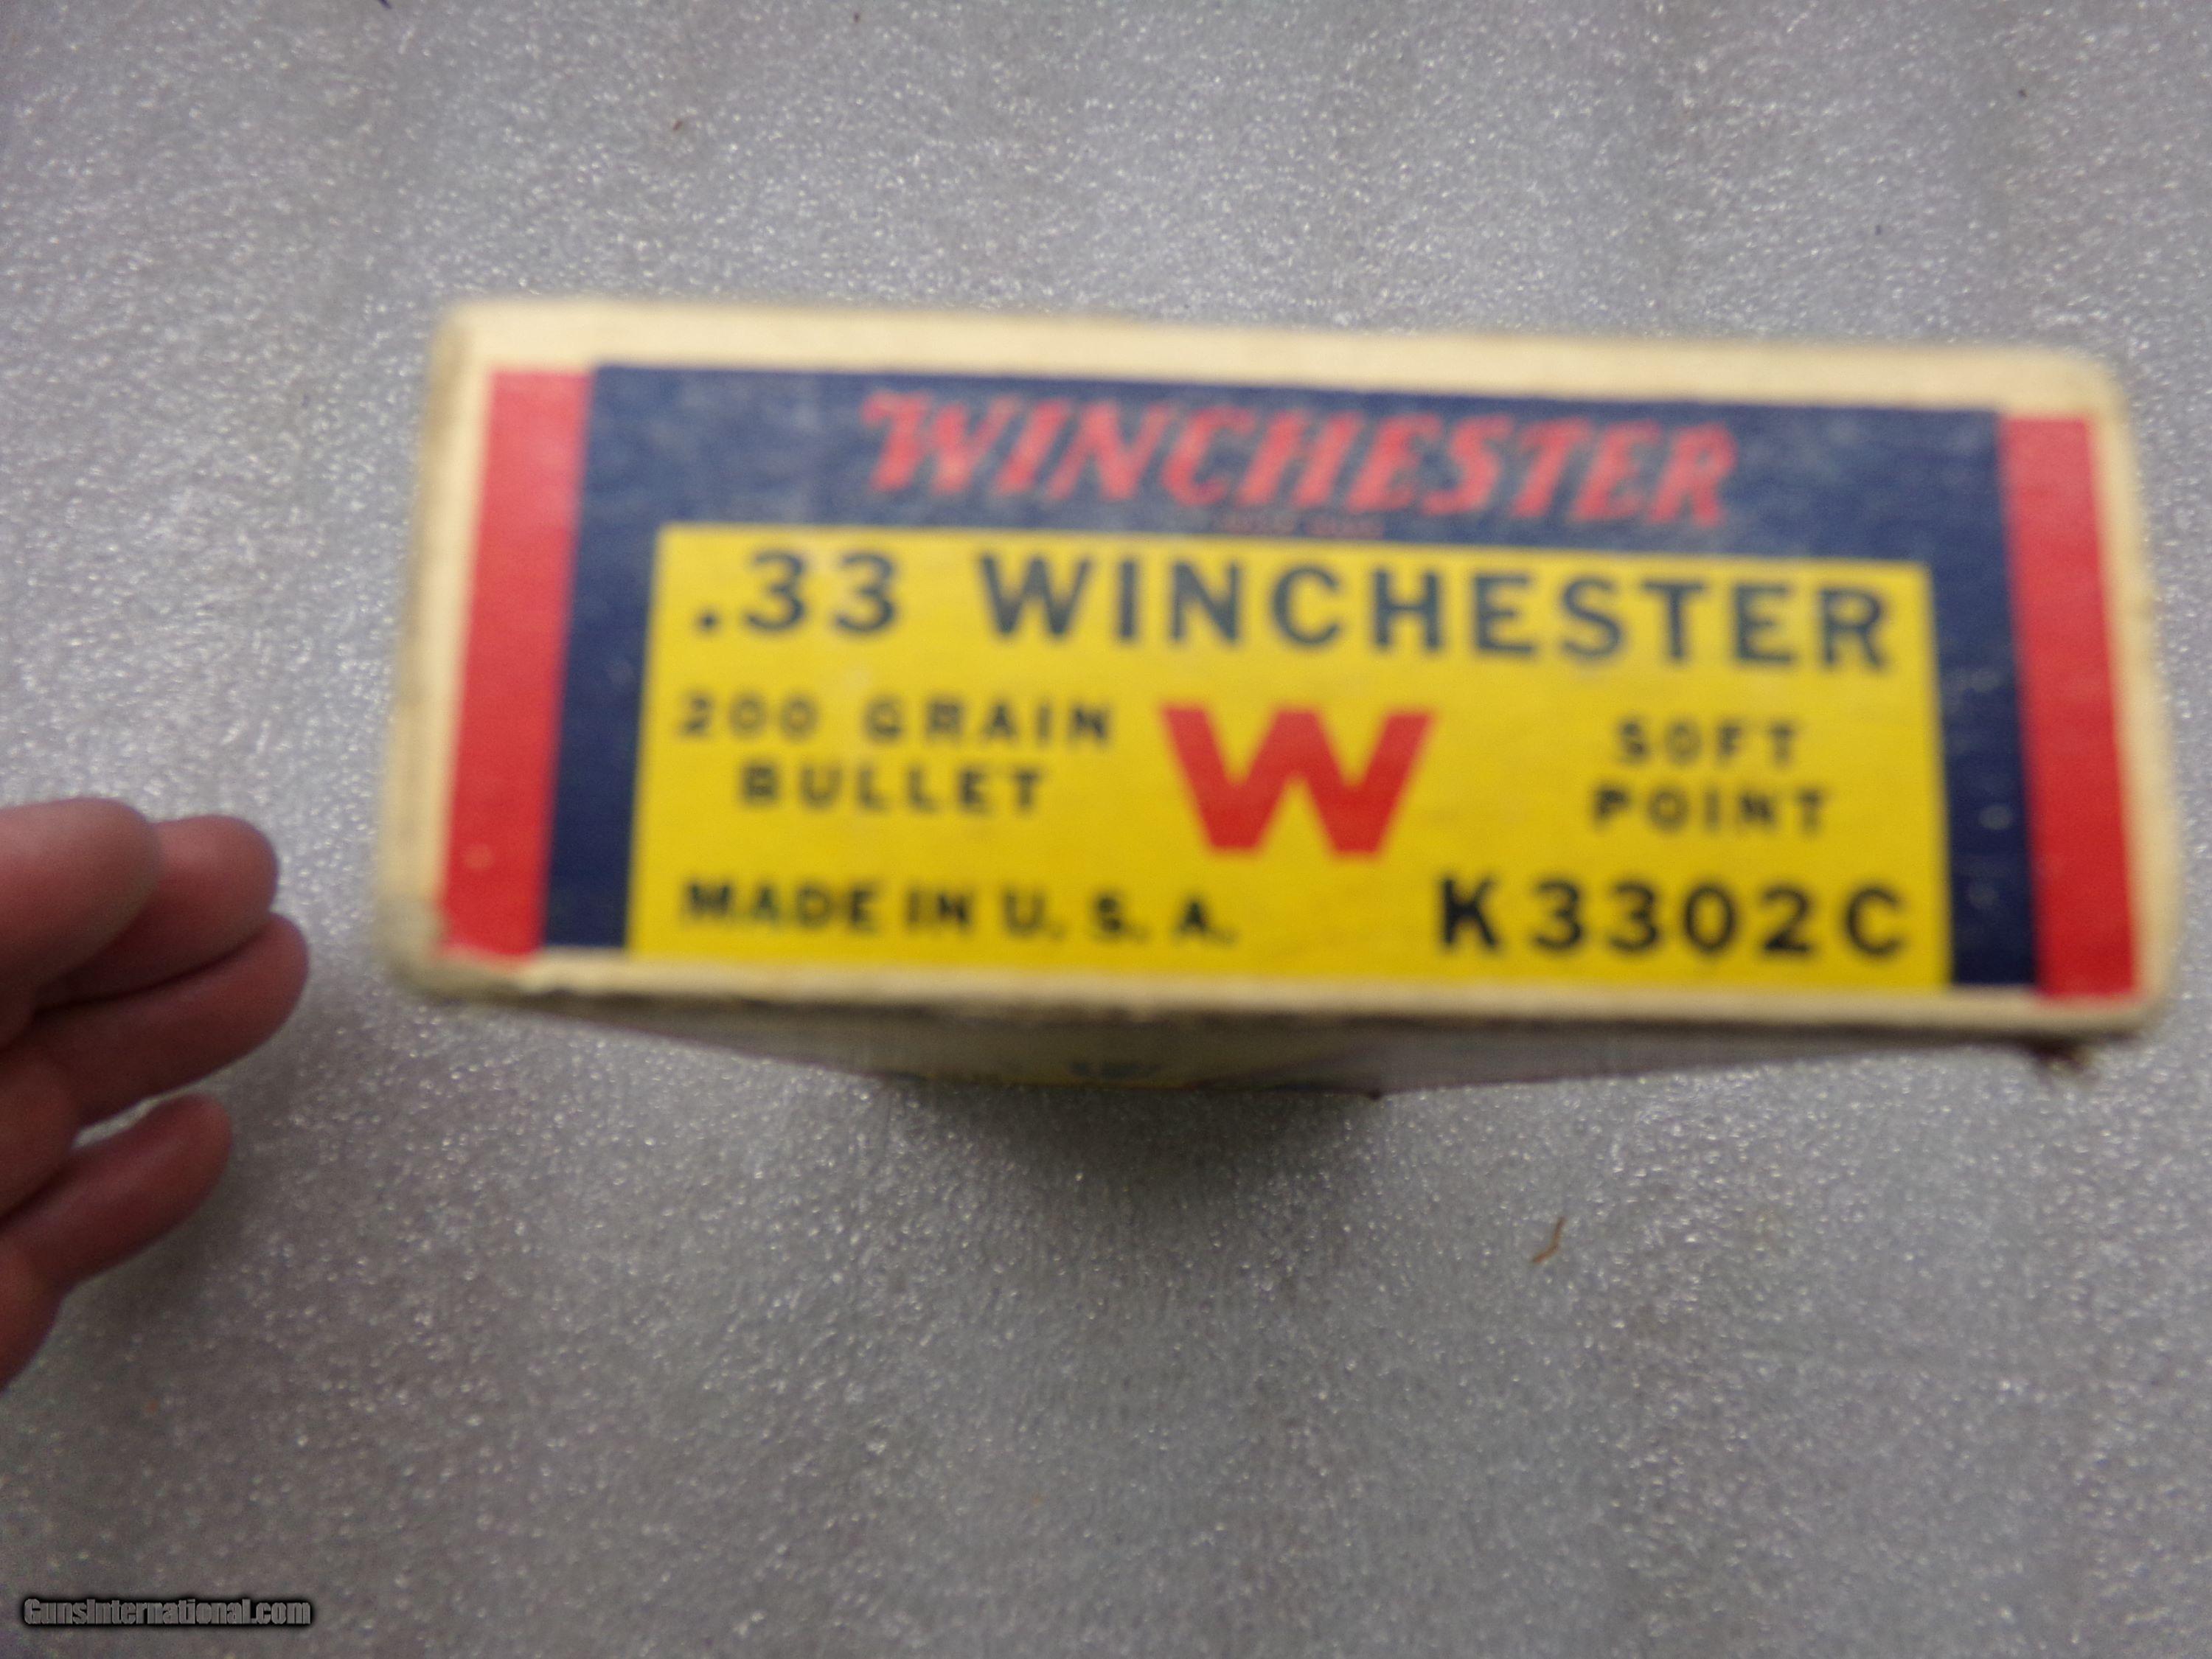 WINCHESTER
.33 WINCHESTER
200 GRAIN BULLET
W
SOFT POINT
MADE IN U. S. A.
K3302C
GunsInternational.com